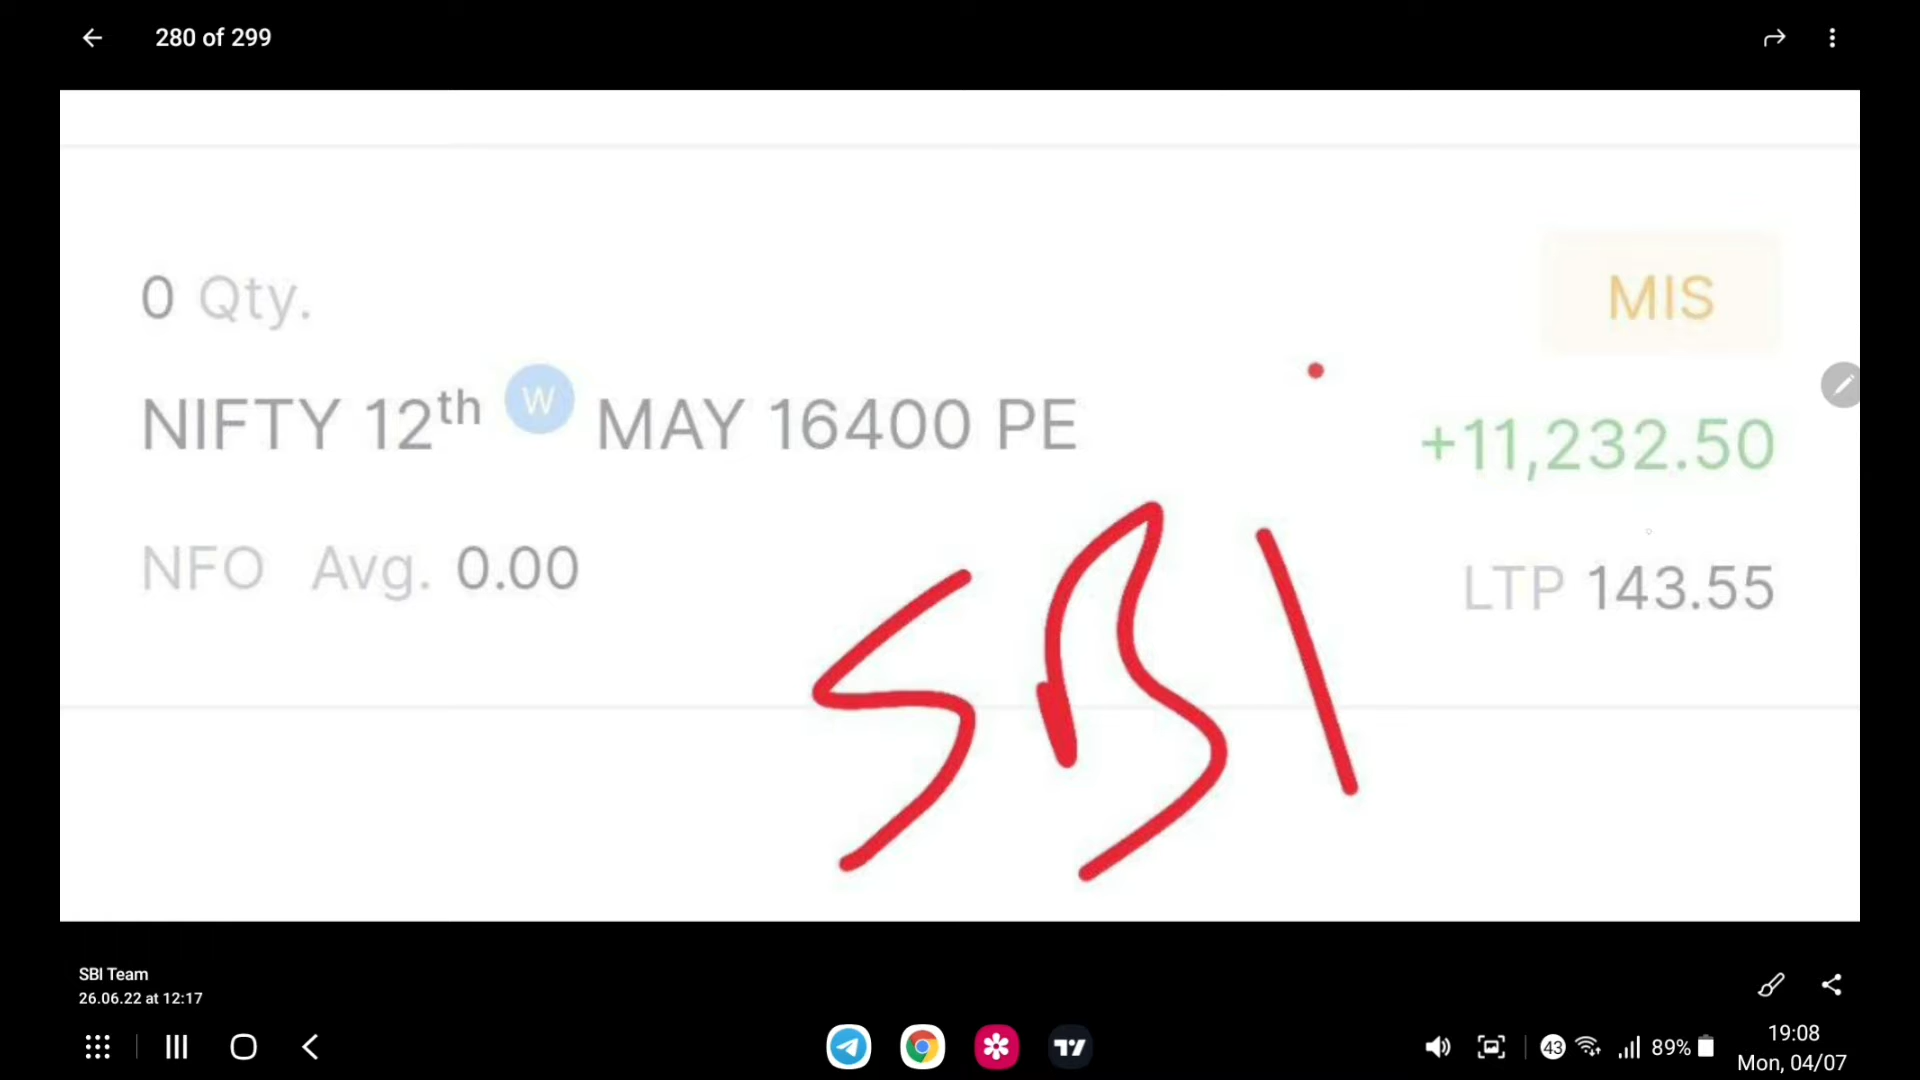 280 of 299
0 Qty.
MIS
NIFTY 12th W MAY 16400 PE
+11,232.50
NFO Avg. 0.00
LTP 143.55
SBI
SBI Team
26.06.22 at 12:17
43
89%
19:08
Mon, 04/07